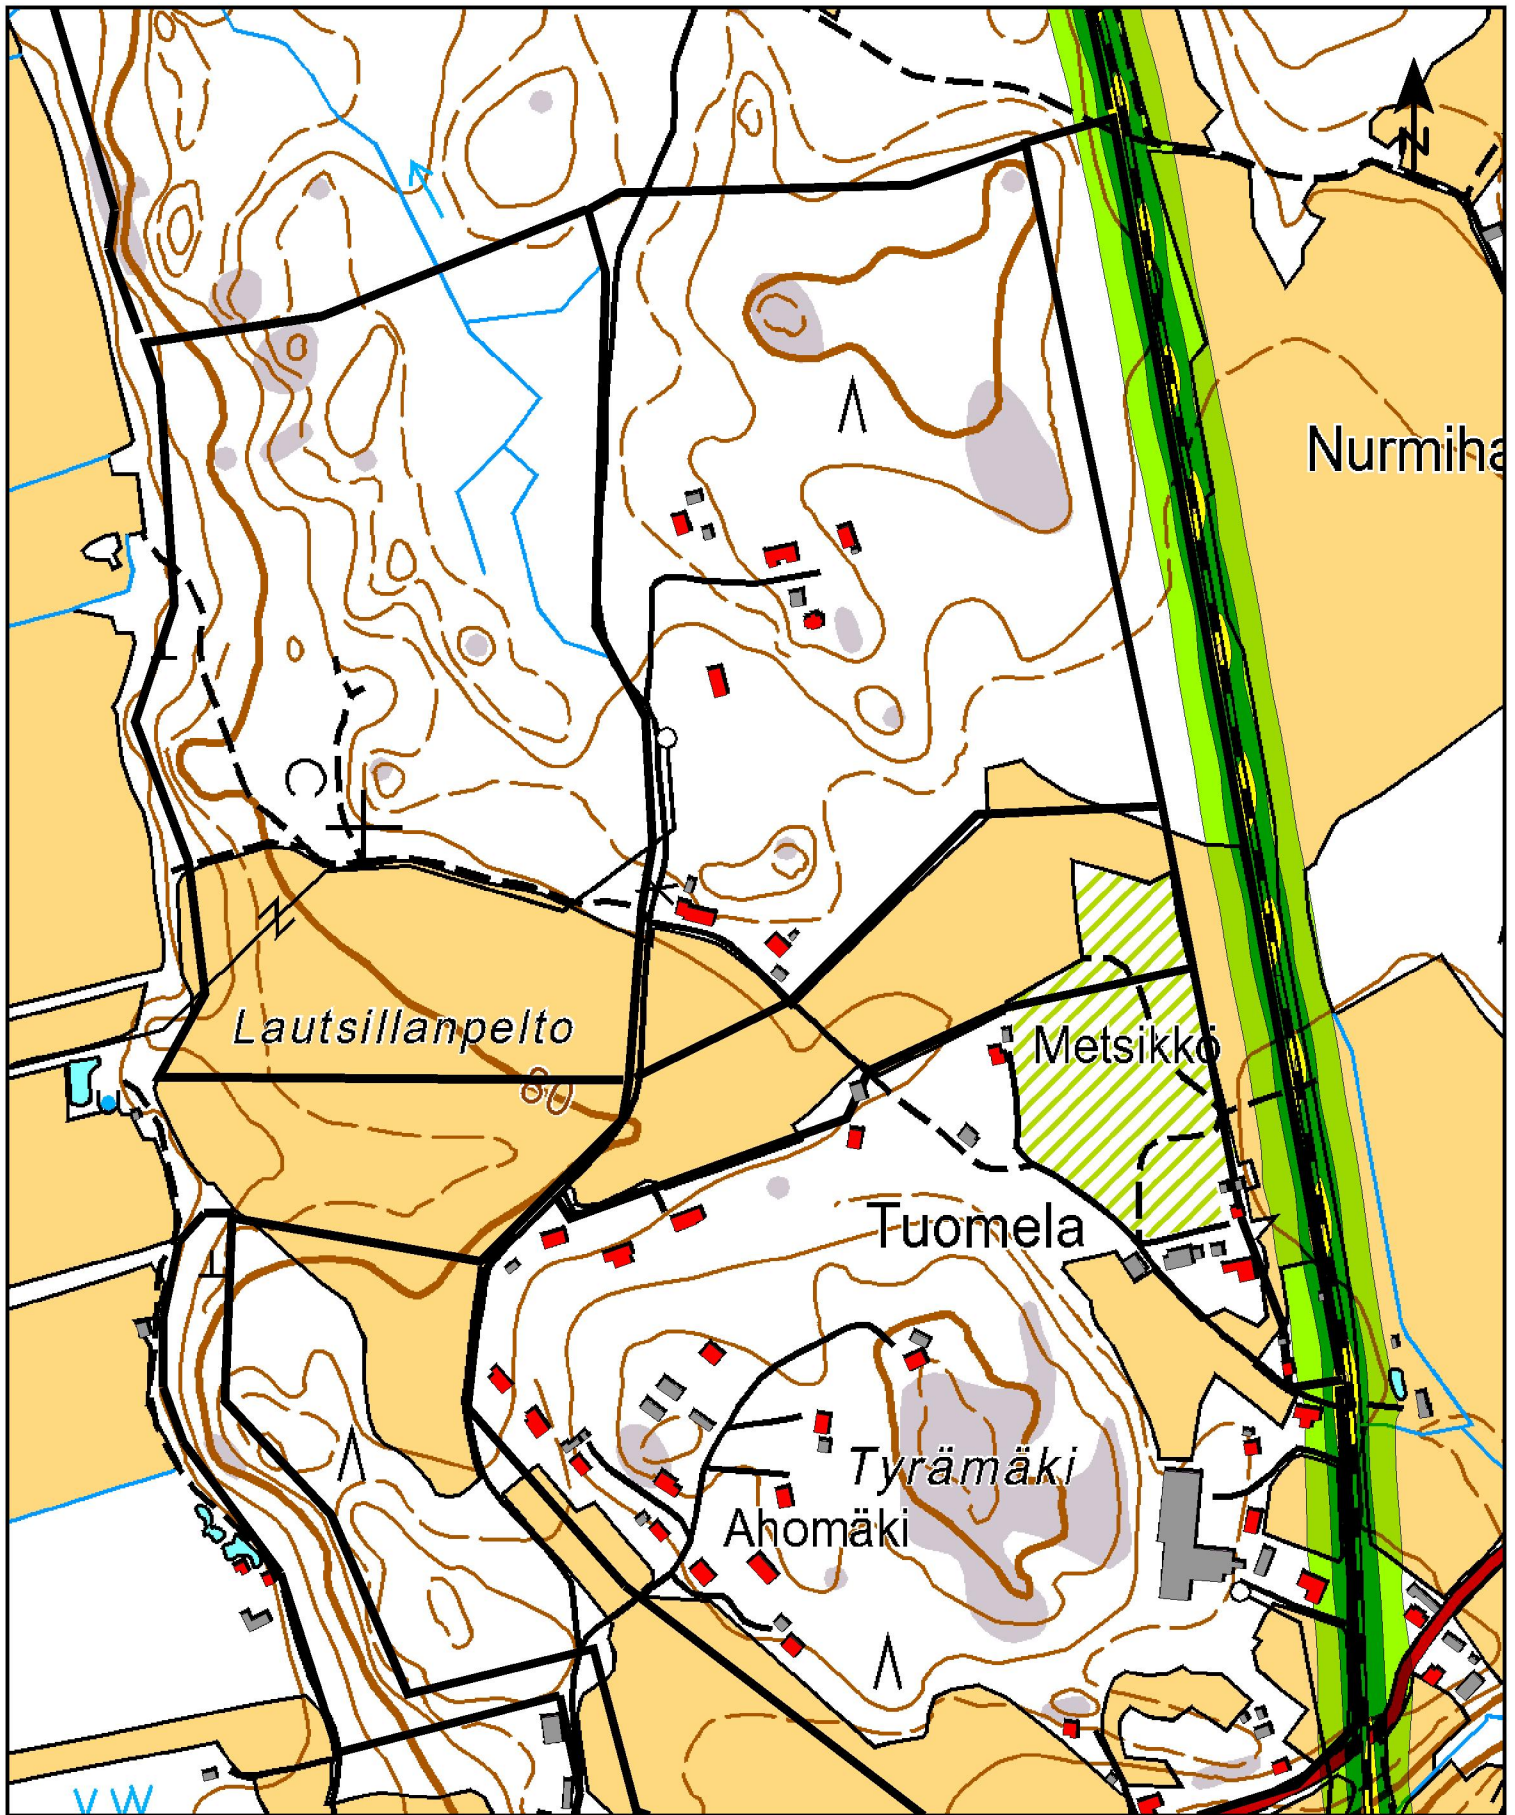 N
Nurmiha
Lautsillanpelto
Metsikkö
80
Tuomela
Tyrämäki
Ahomäki